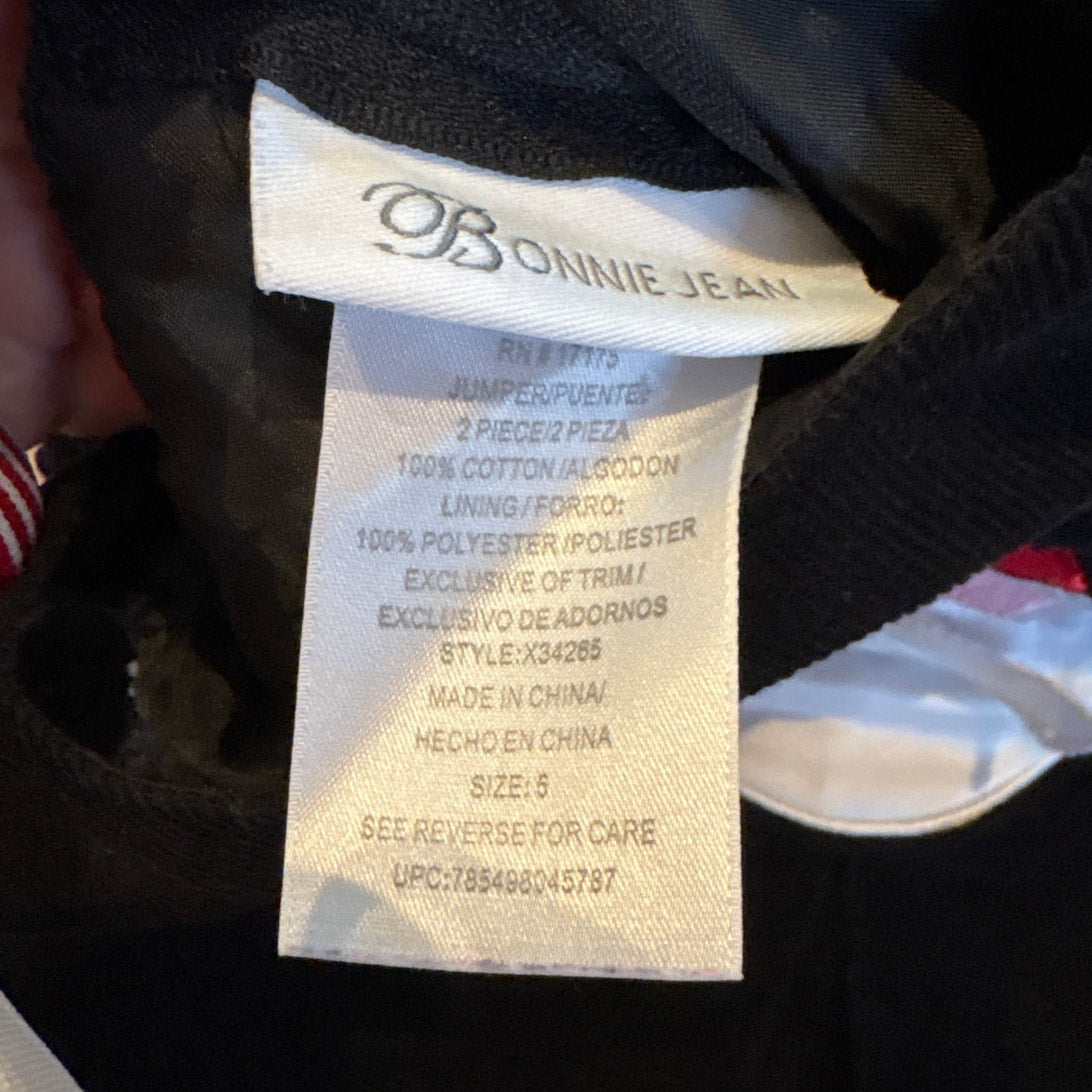 BONNIE JEAN
RN # 17175
JUMPER/PUENTE:
2 PIECE/2 PIEZA
100% COTTON/ALGODON
LINING/FORRO:
100% POLYESTER/POLIESTER
EXCLUSIVE OF TRIM/
EXCLUSIVO DE ADORNOS
STYLE:X34265
MADE IN CHINA/
HECHO EN CHINA
SIZE: 5
SEE REVERSE FOR CARE
UPC:785498045787